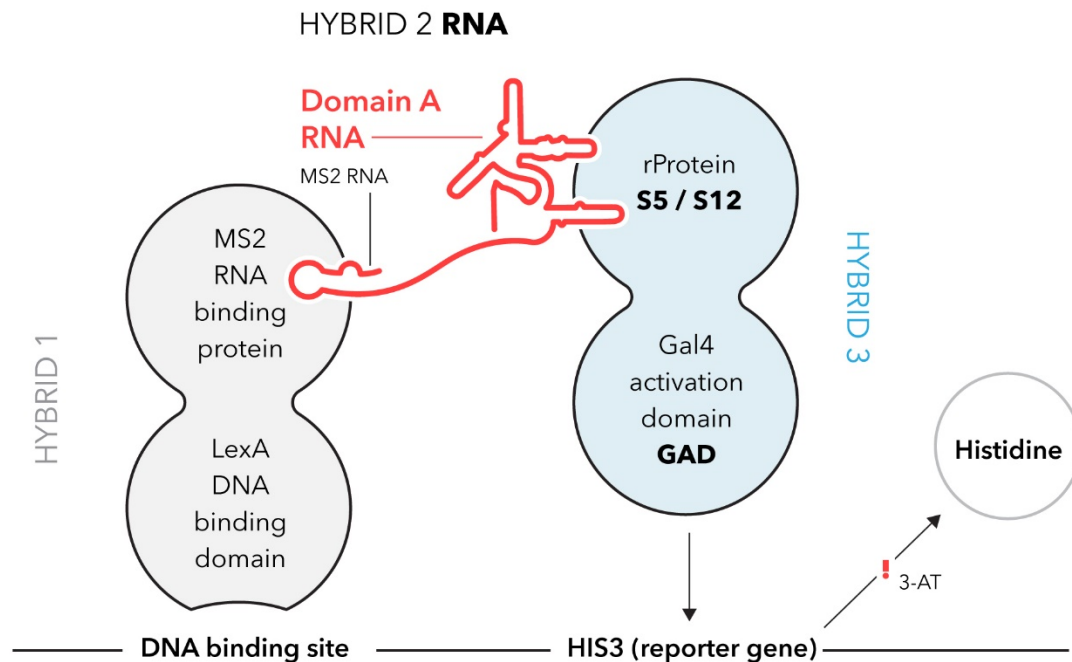 HYBRID 2 RNA
Domain A
RNA
MS2 RNA
MS2
RNA
binding
protein
LexA
DNA
binding
domain
HYBRID 1
rProtein
S5 / S12
Gal4
activation
domain
GAD
HYBRID 3
Histidine
3-AT
DNA binding site
HIS3 (reporter gene)